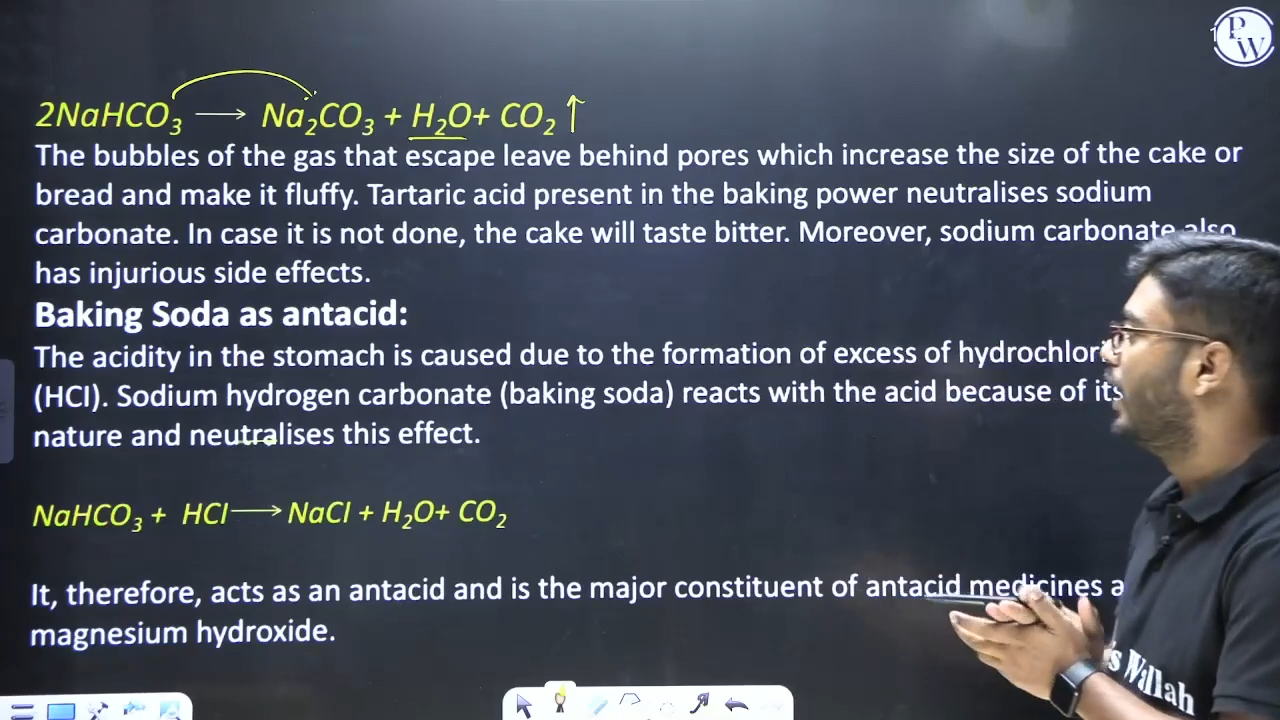 PW
2NaHCO₃ ⟶ Na₂CO₃ + H₂O+ CO₂ ↑
The bubbles of the gas that escape leave behind pores which increase the size of the cake or
bread and make it fluffy. Tartaric acid present in the baking power neutralises sodium
carbonate. In case it is not done, the cake will taste bitter. Moreover, sodium carbonate also
has injurious side effects.
Baking Soda as antacid:
The acidity in the stomach is caused due to the formation of excess of
(HCl). Sodium hydrogen carbonate (baking soda) reacts with the acid because of its
nature and neutralises this effect.
NaHCO₃ + HCl ⟶ NaCl + H₂O+ CO₂
It, therefore, acts as an antacid and is the major constituent of antacid medicines
magnesium hydroxide.
Wallah